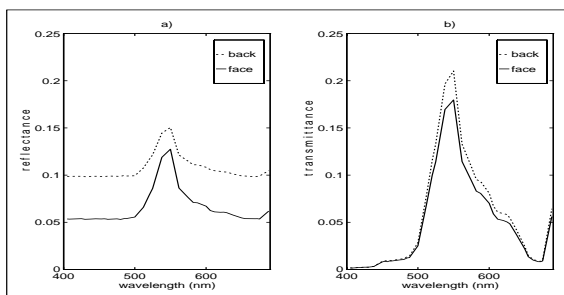 a)
0.25
0.2
0.15
0.1
0.05
0
back
face
reflectance
400
500
600
wavelength (nm)
b)
0.25
0.2
0.15
0.1
0.05
0
back
face
transmittance
400
500
600
wavelength (nm)